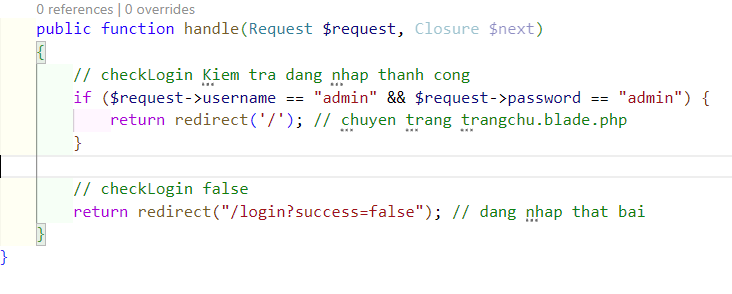 0 references | 0 overrides
public function handle(Request $request, Closure $next)
{
// checkLogin Kiem tra dang nhap thanh cong
if ($request->username == "admin" && $request->password == "admin") {
return redirect('/'); // chuyen trang trangchu.blade.php
}
// checkLogin false
return redirect("/login?success=false"); // dang nhap that bai
}
}